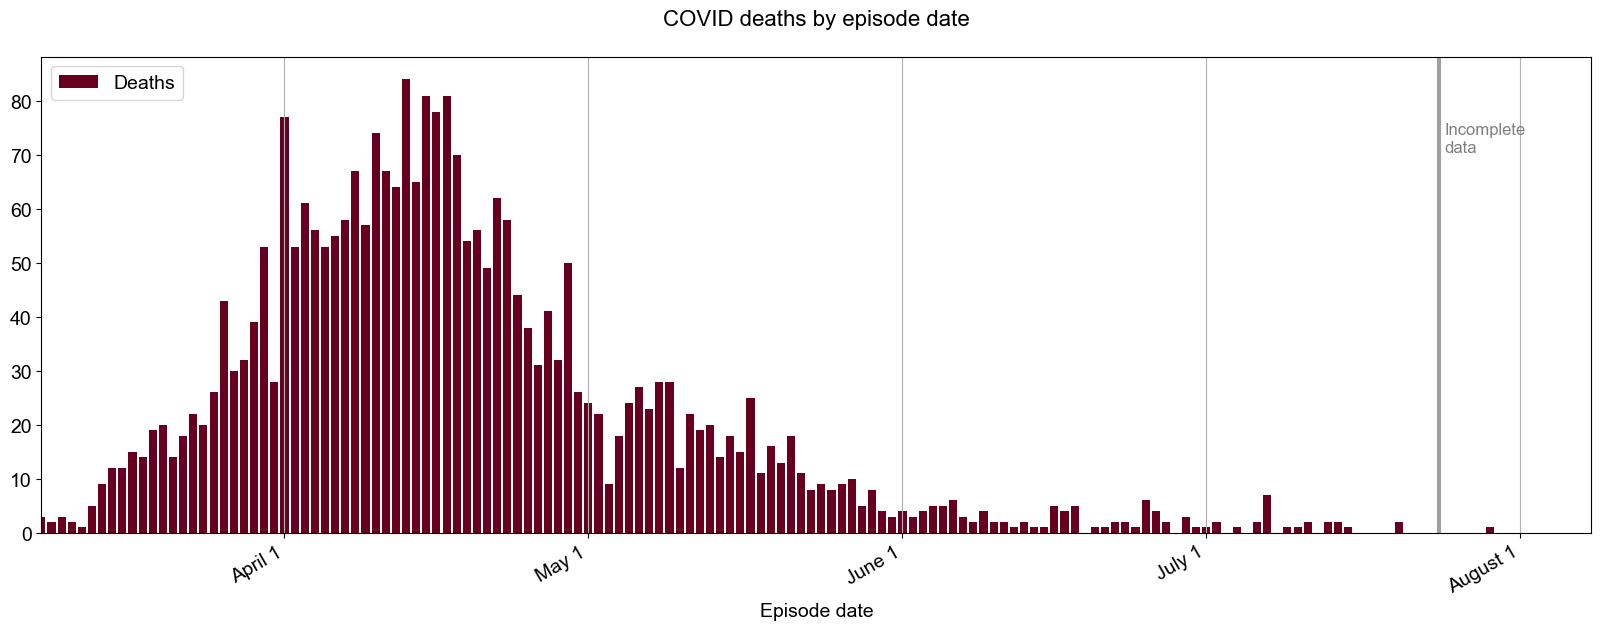 COVID deaths by episode date
Deaths
80
70
60
50
40
30
20
10
0
Incomplete
data
April 1
May 1
June 1
July 1
August 1
Episode date